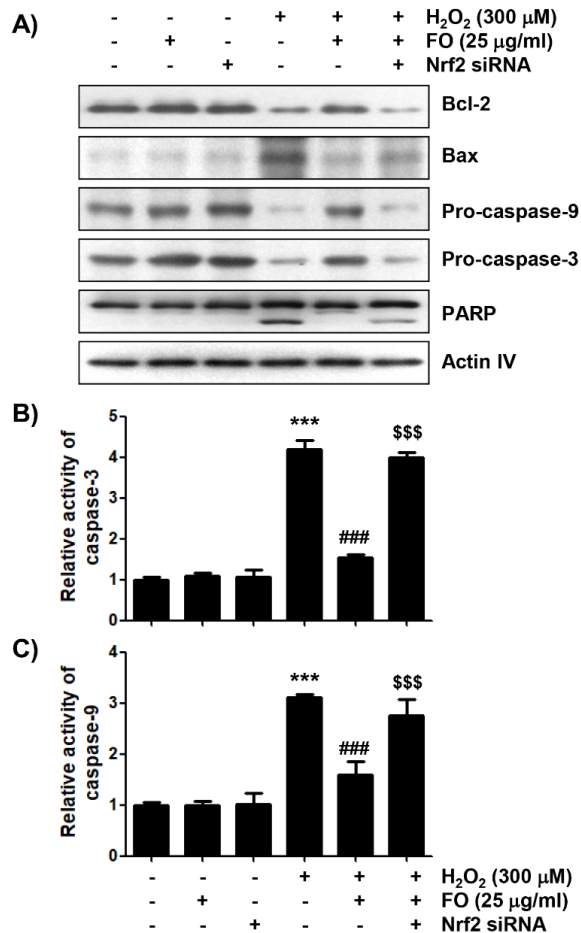 A)
- - - + + + H₂O₂ (300 μM)
- + - - + + FO (25 μg/ml)
- - + - - + Nrf2 siRNA
Bcl-2
Bax
Pro-caspase-9
Pro-caspase-3
PARP
Actin IV
B)
Relative activity of
caspase-3
5
4
3
2
1
0
***
###
$$$
C)
Relative activity of
caspase-9
4
3
2
1
0
***
###
$$$
- - - + + + H₂O₂ (300 μM)
- + - - + + FO (25 μg/ml)
- - + - - + Nrf2 siRNA